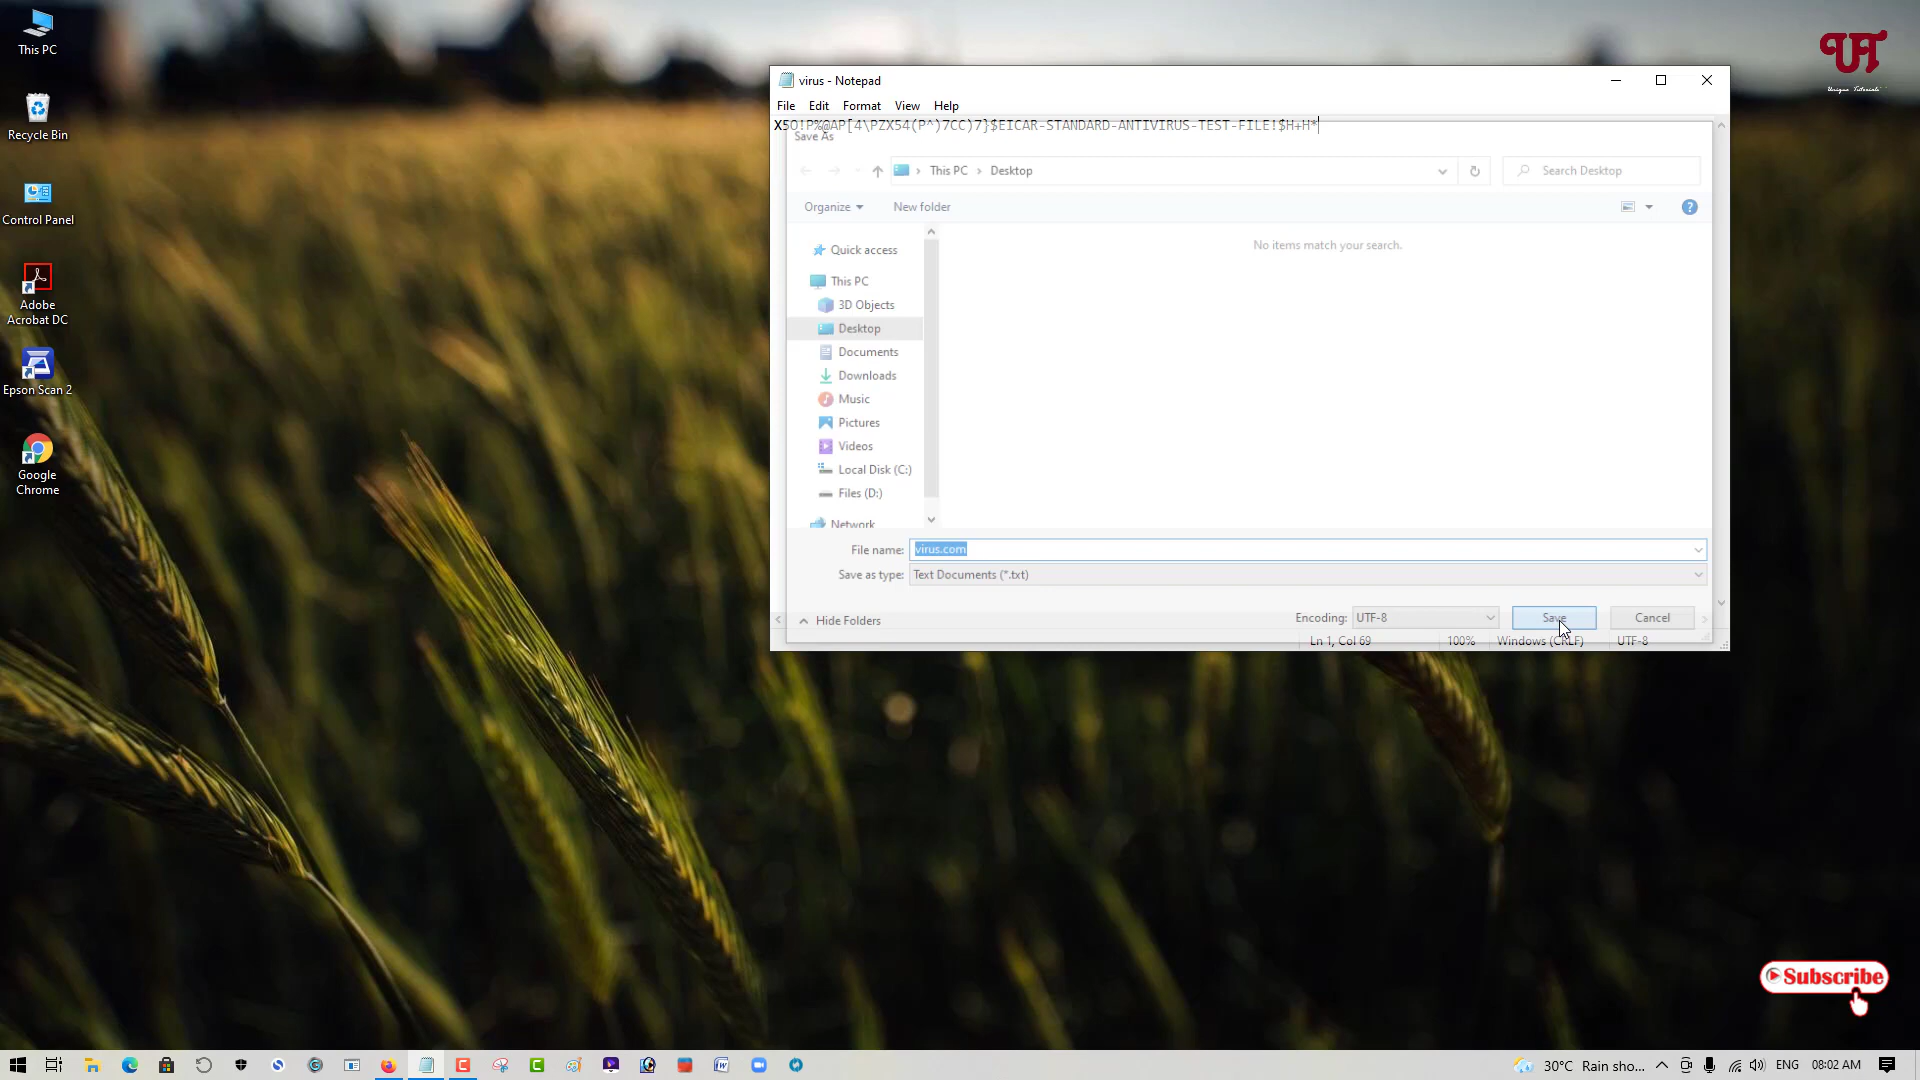 This PC
Recycle Bin
Control Panel
Adobe
Acrobat DC
Epson Scan 2
Google
Chrome
UT
Unique Tutorials
virus - Notepad
File Edit Format View Help
X5O!P%@AP[4\PZX54(P^)7CC)7}$EICAR-STANDARD-ANTIVIRUS-TEST-FILE!$H+H*
Save As
This PC > Desktop
Search Desktop
Organize
New folder
Quick access
This PC
3D Objects
Desktop
Documents
Downloads
Music
Pictures
Videos
Local Disk (C:)
Files (D:)
Network
No items match your search.
File name: virus.com
Save as type: Text Documents (*.txt)
Hide Folders
Encoding: UTF-8
Save
Cancel
Ln 1, Col 69
100%
Windows (CRLF)
UTF-8
Subscribe
30°C Rain sho...
ENG
08:02 AM